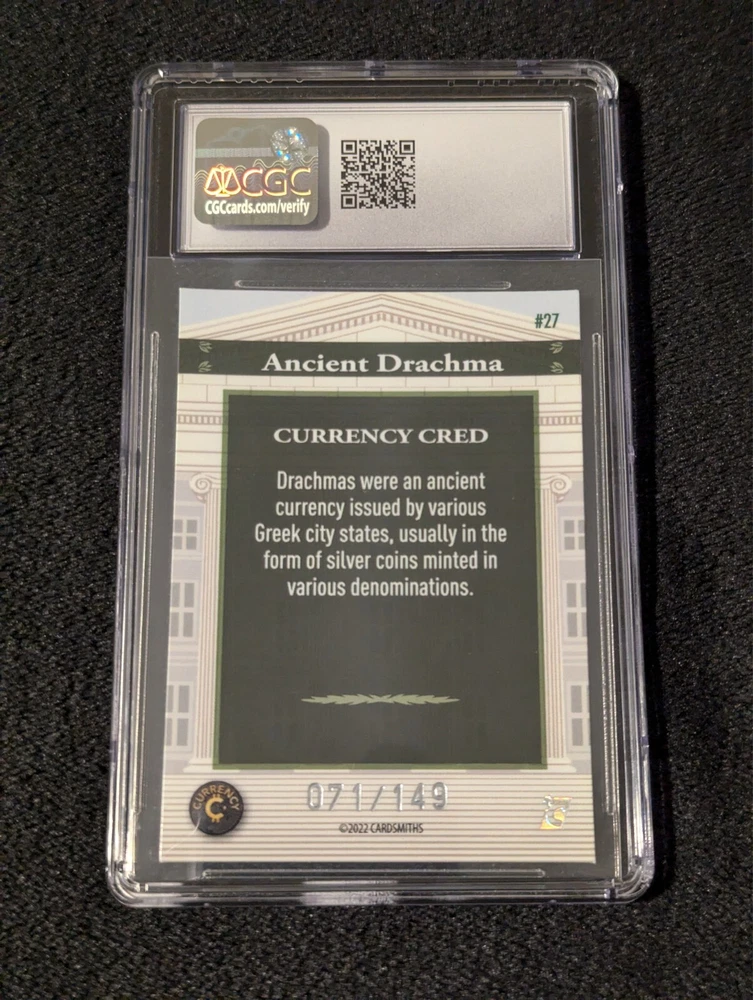 CGC
CGCcards.com/verify
#27
Ancient Drachma
CURRENCY CRED
Drachmas were an ancient
currency issued by various
Greek city states, usually in the
form of silver coins minted in
various denominations.
CURRENCY
071/149
©2022 CARDSMITHS